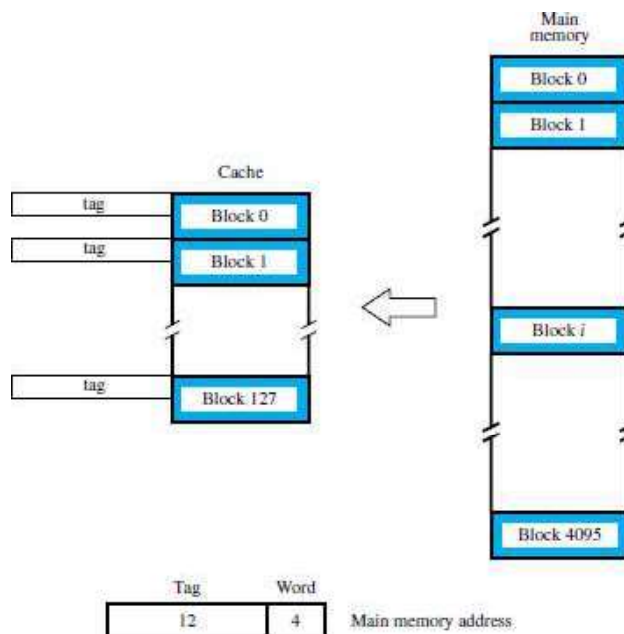 Main
memory
Block 0
Block 1
Cache
tag
Block 0
tag
Block 1
Block i
tag
Block 127
Block 4095
Tag Word
12 4 Main memory address